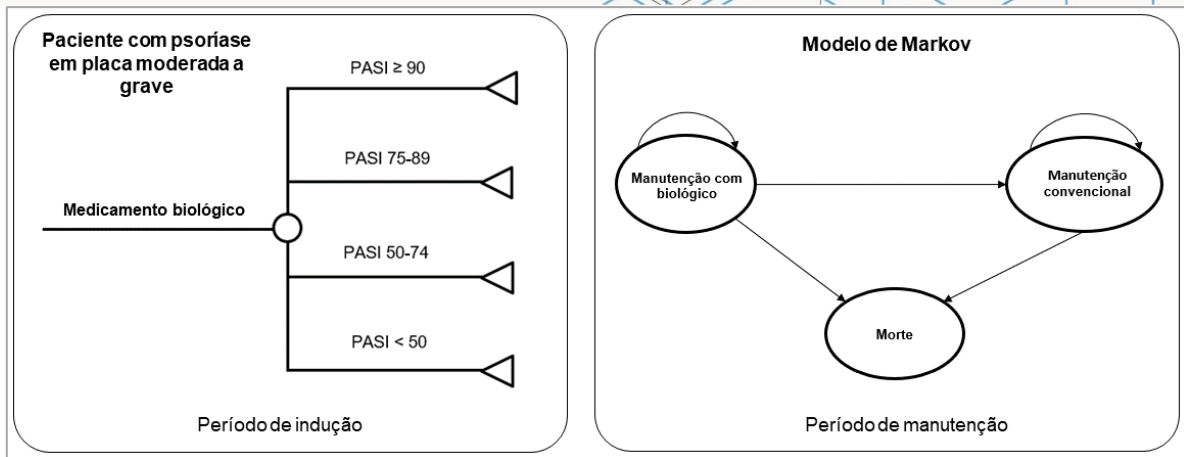 Paciente com psoríase
em placa moderada a
grave
PASI ≥ 90
PASI 75-89
Medicamento biológico
PASI 50-74
PASI < 50
Período de indução
Modelo de Markov
Manutenção com
biológico
Manutenção
convencional
Morte
Período de manutenção